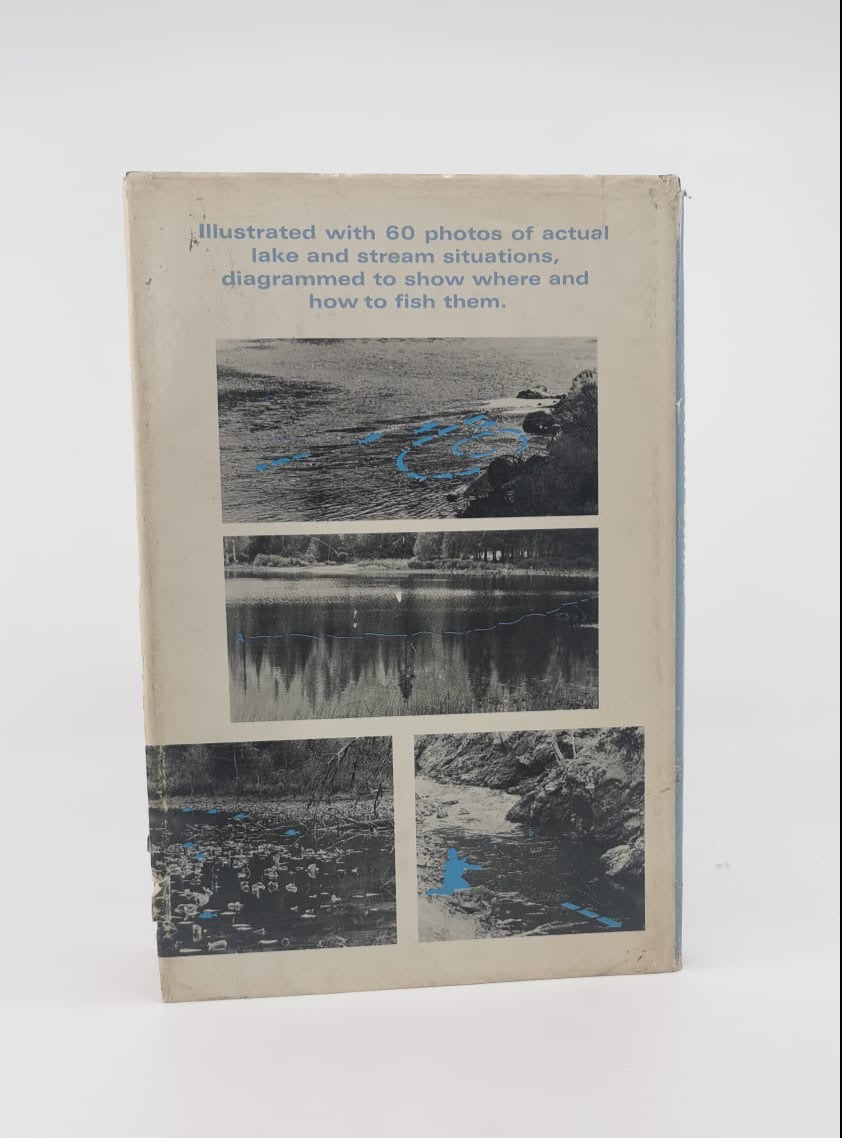 Illustrated with 60 photos of actual
lake and stream situations,
diagrammed to show where and
how to fish them.
A